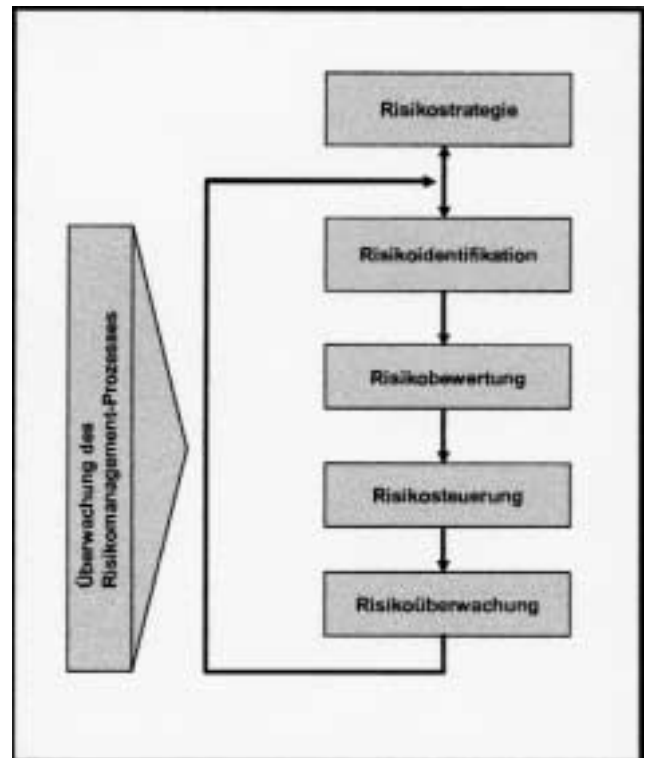 Risikostrategie
Risikoidentifikation
Risikobewertung
Risikosteuerung
Risikoüberwachung
Überwachung des
Risikomanagement-Prozesses